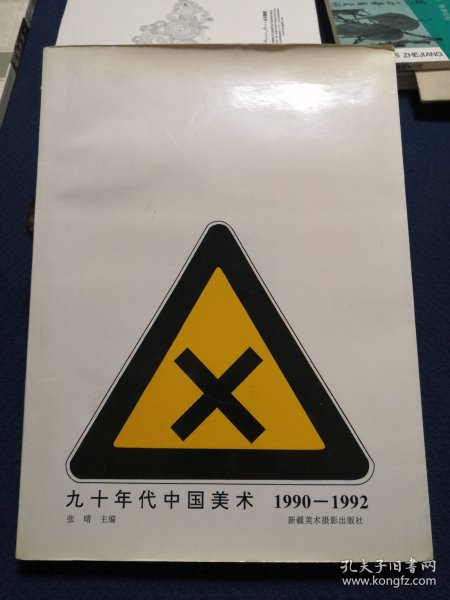 ZHEJIANG
九十年代中国美术 1990—1992
张晴 主编 新疆美术摄影出版社
孔夫子旧书网
www.kongfz.com